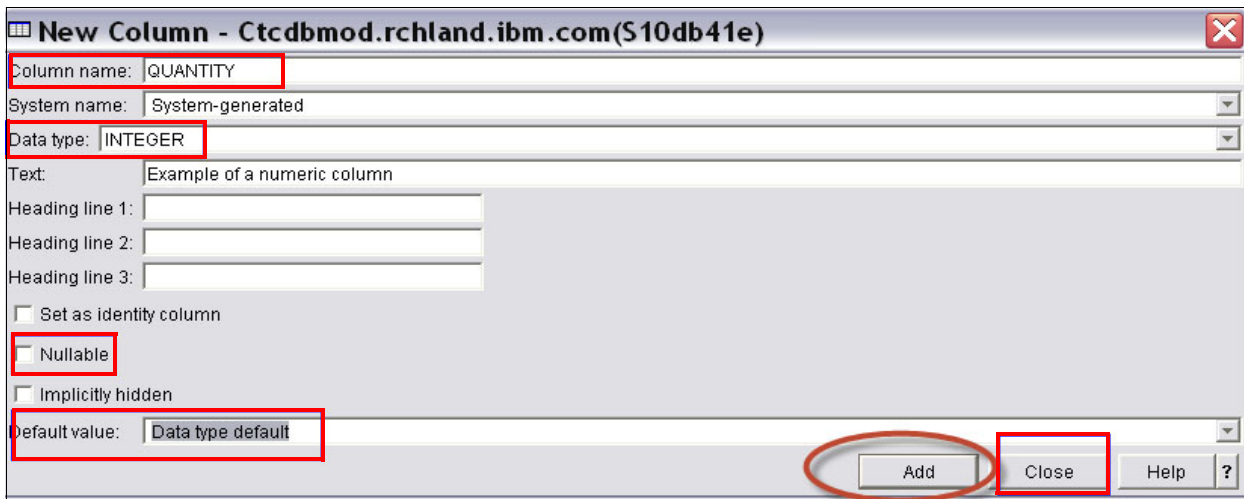 New Column - Ctcdbmod.rchland.ibm.com(S10db41e)
Column name: QUANTITY
System name: System-generated
Data type: INTEGER
Text: Example of a numeric column
Heading line 1:
Heading line 2:
Heading line 3:
Set as identity column
Nullable
Implicitly hidden
Default value: Data type default
Add Close Help ?